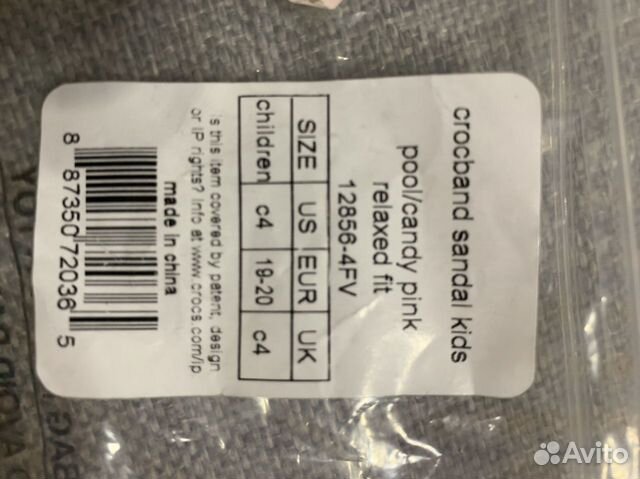 crocband sandal kids
pool/candy pink
relaxed fit
12856-4FV
SIZE US EUR UK
children c4 19-20 c4
Is this item covered by patent, design
or IP rights? Info at www.crocs.com/ip
made in china
8 87350 72036 5
Avito